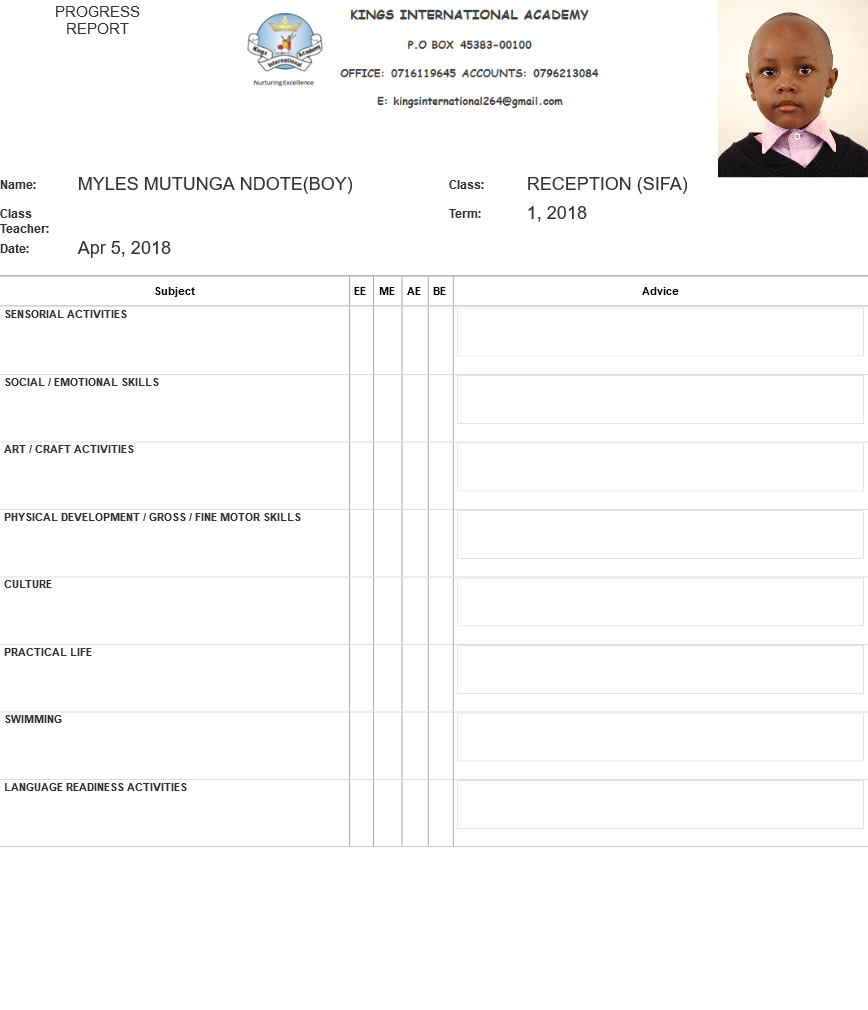 PROGRESS
REPORT
KINGS INTERNATIONAL ACADEMY
P.O BOX 45383-00100
OFFICE: 0716119645 ACCOUNTS: 0796213084
E: kingsinternational264@gmail.com
Kings International Academy
Nurturing Excellence
Name: MYLES MUTUNGA NDOTE(BOY) Class: RECEPTION (SIFA)
Class Teacher: Term: 1, 2018
Date: Apr 5, 2018
Subject EE ME AE BE Advice
SENSORIAL ACTIVITIES
SOCIAL / EMOTIONAL SKILLS
ART / CRAFT ACTIVITIES
PHYSICAL DEVELOPMENT / GROSS / FINE MOTOR SKILLS
CULTURE
PRACTICAL LIFE
SWIMMING
LANGUAGE READINESS ACTIVITIES